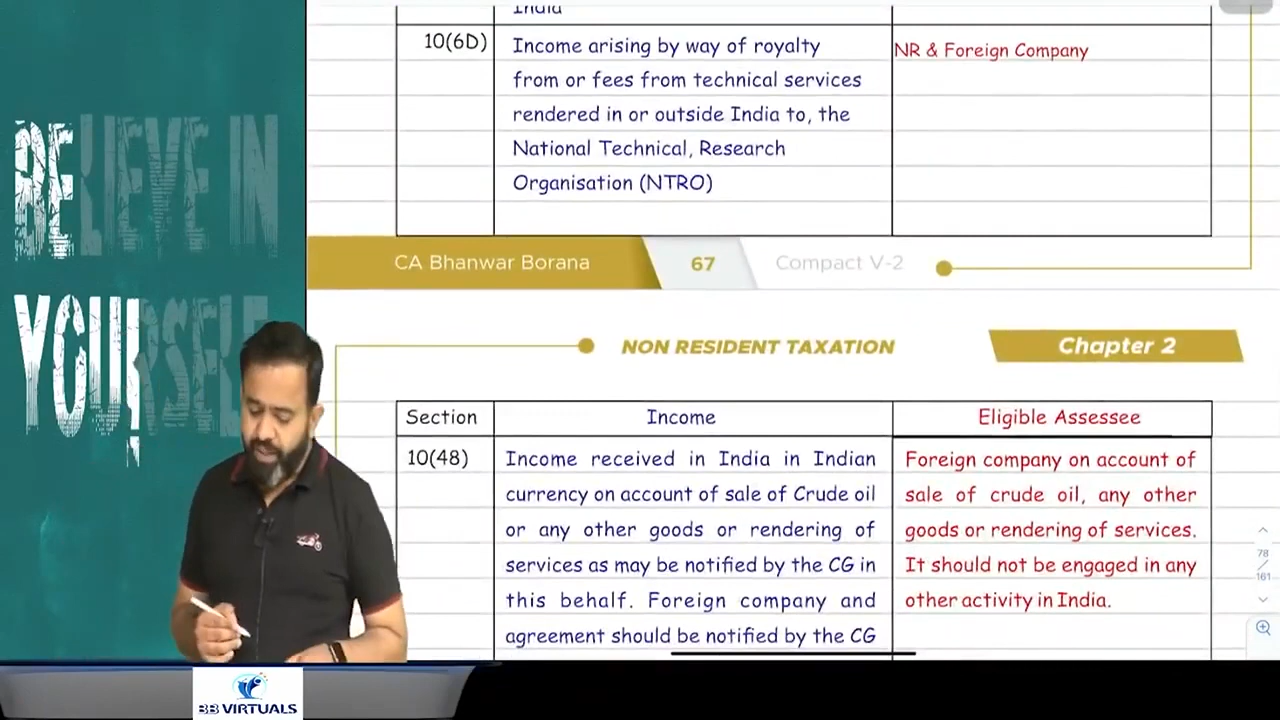 BELIEVE IN
YOURSELF
India
10(6D)
Income arising by way of royalty
from or fees from technical services
rendered in or outside India to, the
National Technical, Research
Organisation (NTRO)
NR & Foreign Company
CA Bhanwar Borana
67
Compact V-2
NON RESIDENT TAXATION
Chapter 2
Section
Income
Eligible Assessee
10(48)
Income received in India in Indian
currency on account of sale of Crude oil
or any other goods or rendering of
services as may be notified by the CG in
this behalf. Foreign company and
agreement should be notified by the CG
Foreign company on account of
sale of crude oil, any other
goods or rendering of services.
It should not be engaged in any
other activity in India.
78
161
BB VIRTUALS